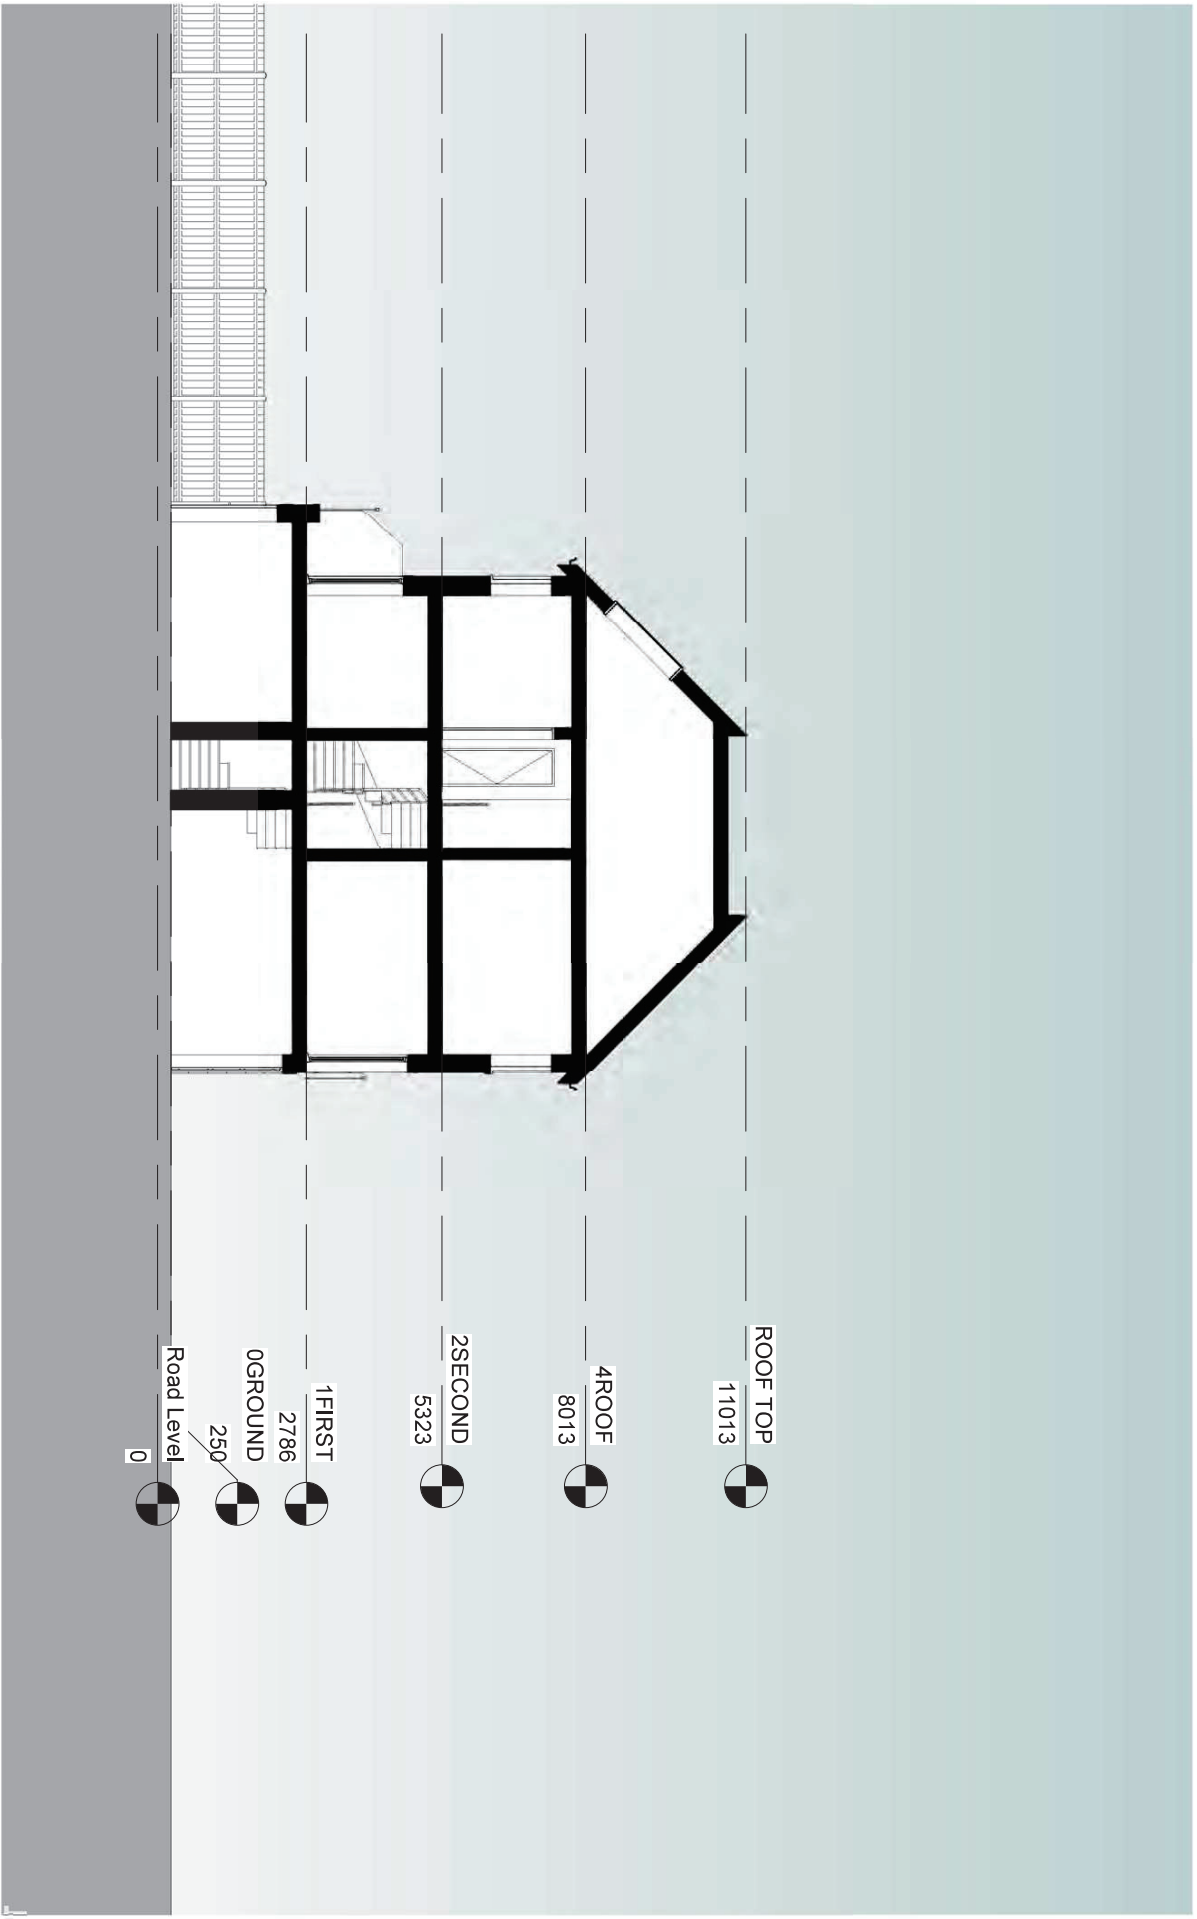 ROOF TOP
11013
4ROOF
8013
2SECOND
5323
1FIRST
2786
0GROUND
250
Road Level
0